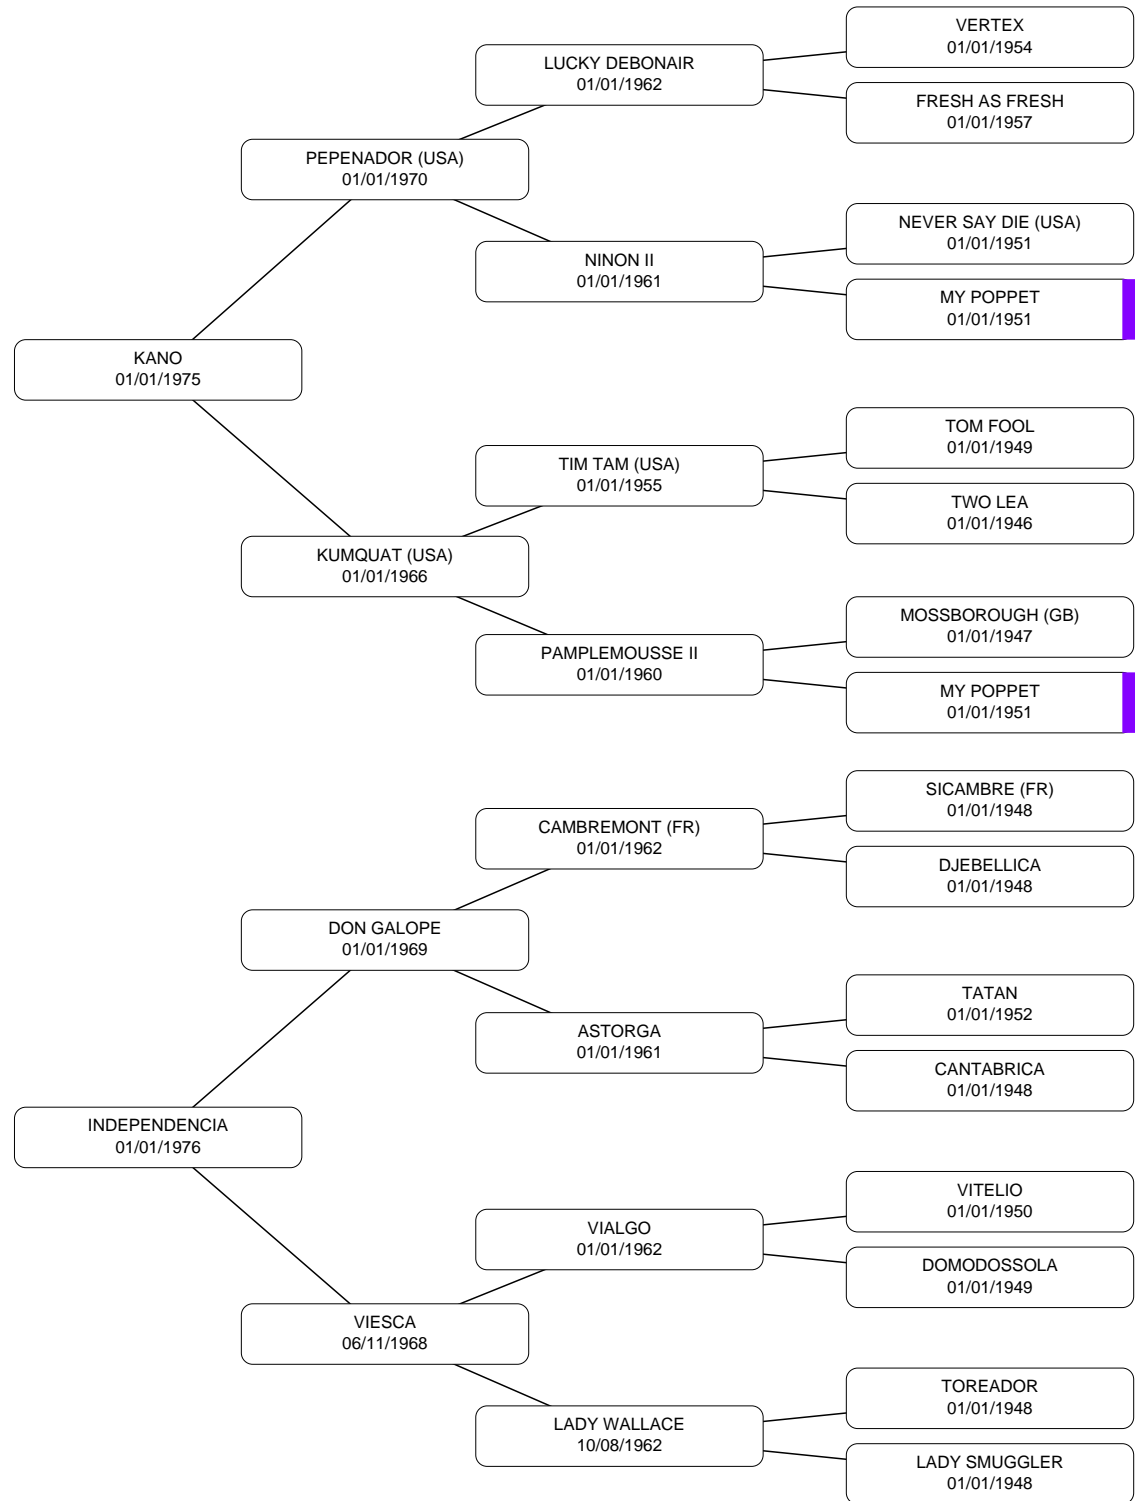 VERTEX
01/01/1954
LUCKY DEBONAIR
01/01/1962
FRESH AS FRESH
01/01/1957
PEPENADOR (USA)
01/01/1970
NEVER SAY DIE (USA)
01/01/1951
NINON II
01/01/1961
MY POPPET
01/01/1951
KANO
01/01/1975
TOM FOOL
01/01/1949
TIM TAM (USA)
01/01/1955
TWO LEA
01/01/1946
KUMQUAT (USA)
01/01/1966
MOSSBOROUGH (GB)
01/01/1947
PAMPLEMOUSSE II
01/01/1960
MY POPPET
01/01/1951
SICAMBRE (FR)
01/01/1948
CAMBREMONT (FR)
01/01/1962
DJEBELLICA
01/01/1948
DON GALOPE
01/01/1969
TATAN
01/01/1952
ASTORGA
01/01/1961
CANTABRICA
01/01/1948
INDEPENDENCIA
01/01/1976
VITELIO
01/01/1950
VIALGO
01/01/1962
DOMODOSSOLA
01/01/1949
VIESCA
06/11/1968
TOREADOR
01/01/1948
LADY WALLACE
10/08/1962
LADY SMUGGLER
01/01/1948